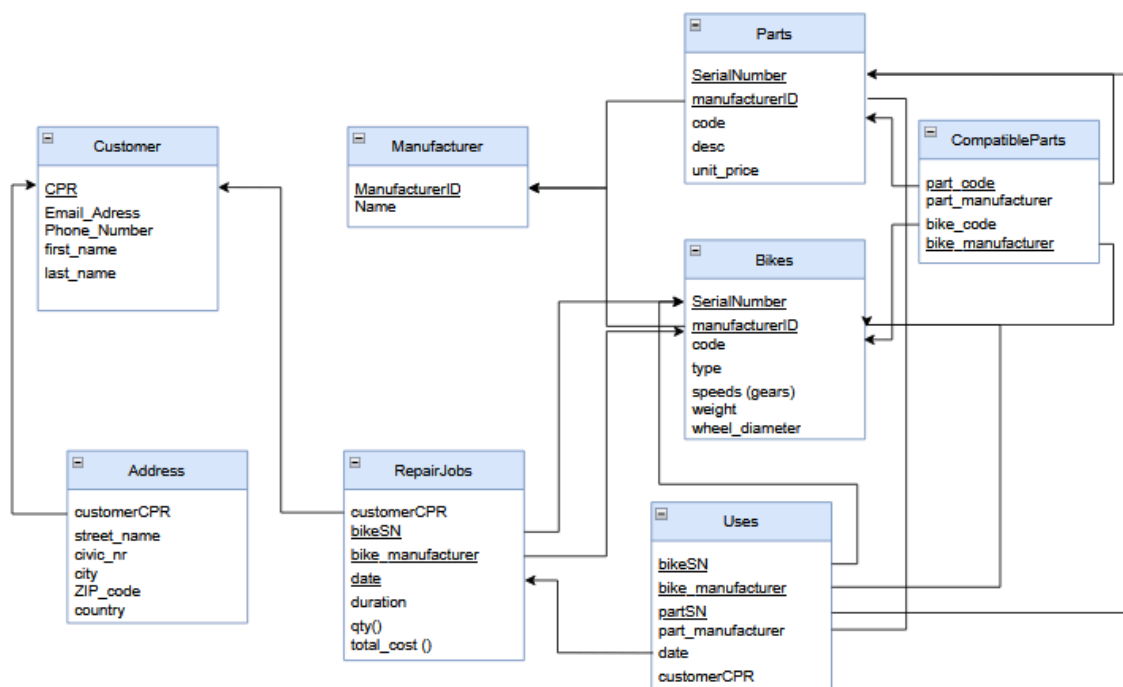 Parts
SerialNumber
manufacturerID
code
desc
unit_price
Customer
CPR
Email_Adress
Phone_Number
first_name
last_name
Manufacturer
ManufacturerID
Name
CompatibleParts
part_code
part_manufacturer
bike_code
bike_manufacturer
Bikes
SerialNumber
manufacturerID
code
type
speeds (gears)
weight
wheel_diameter
Address
customerCPR
street_name
civic_nr
city
ZIP_code
country
RepairJobs
customerCPR
bikeSN
bike_manufacturer
date
duration
qty()
total_cost ()
Uses
bikeSN
bike_manufacturer
partSN
part_manufacturer
date
customerCPR